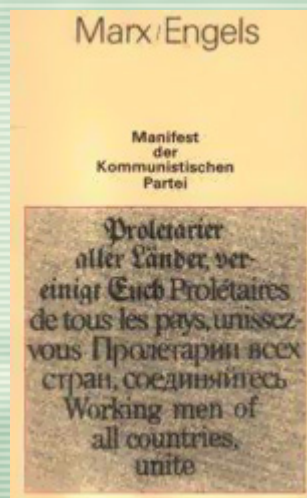 Marx/Engels
Manifest
der
Kommunistischen
Partei
Proletarier
aller Länder, ver-
einigt Euch Prolétaires
de tous les pays, unissez-
vous Пролетарии всех
стран, соединяйтесь
Working men of
all countries,
unite